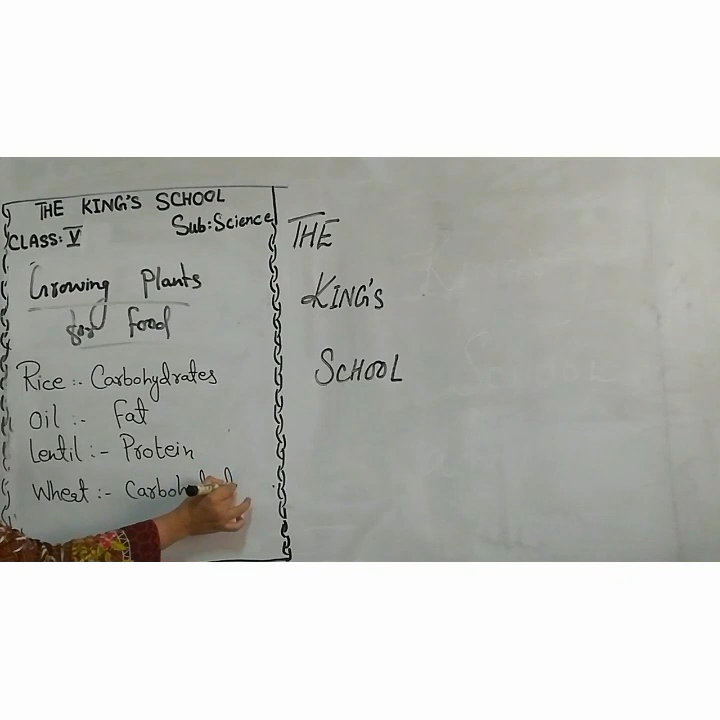 THE KING'S SCHOOL
CLASS: V Sub: Science
Growing Plants
for Food
Rice :- Carbohydrates
Oil :- Fat
Lentil :- Protein
Wheat :-
THE
KING'S
SCHOOL